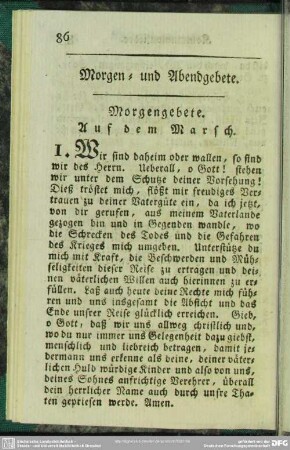 86
Morgen- und Abendgebete.
Morgengebete.
Auf dem Marsch.
1. Wir sind daheim oder wallen, so sind
wir des Herrn. Ueberall, o Gott! stehen
wir unter dem Schutze deiner Vorsehung!
Dieß tröstet mich, flößt mir freudiges Ver-
trauen zu deiner Vatergüte ein, da ich jetzt,
von dir gerufen, aus meinem Vaterlande
gezogen bin und in Gegenden wandle, wo
die Schrecken des Todes und die Gefahren
des Krieges mich umgeben. Unterstütze du
mich mit Kraft, die Beschwerden und Müh-
seligkeiten dieser Reise zu ertragen und dei-
nen väterlichen Willen auch hierinnen zu er-
füllen. Laß auch heute deine Rechte mich füh-
ren und uns insgesamt die Absicht und das
Ende unsrer Reise glücklich erreichen. Gieb,
o Gott, daß wir uns allweg christlich und,
wo du nur immer uns Gelegenheit dazu giebst,
menschlich und liebreich betragen, damit je-
dermann uns erkenne als deine, deiner väter-
lichen Huld würdige Kinder und also von uns,
deines Sohnes aufrichtige Verehrer, überall
dein herrlicher Name auch durch unsre Tha-
ten gepriesen werde. Amen.
DFG